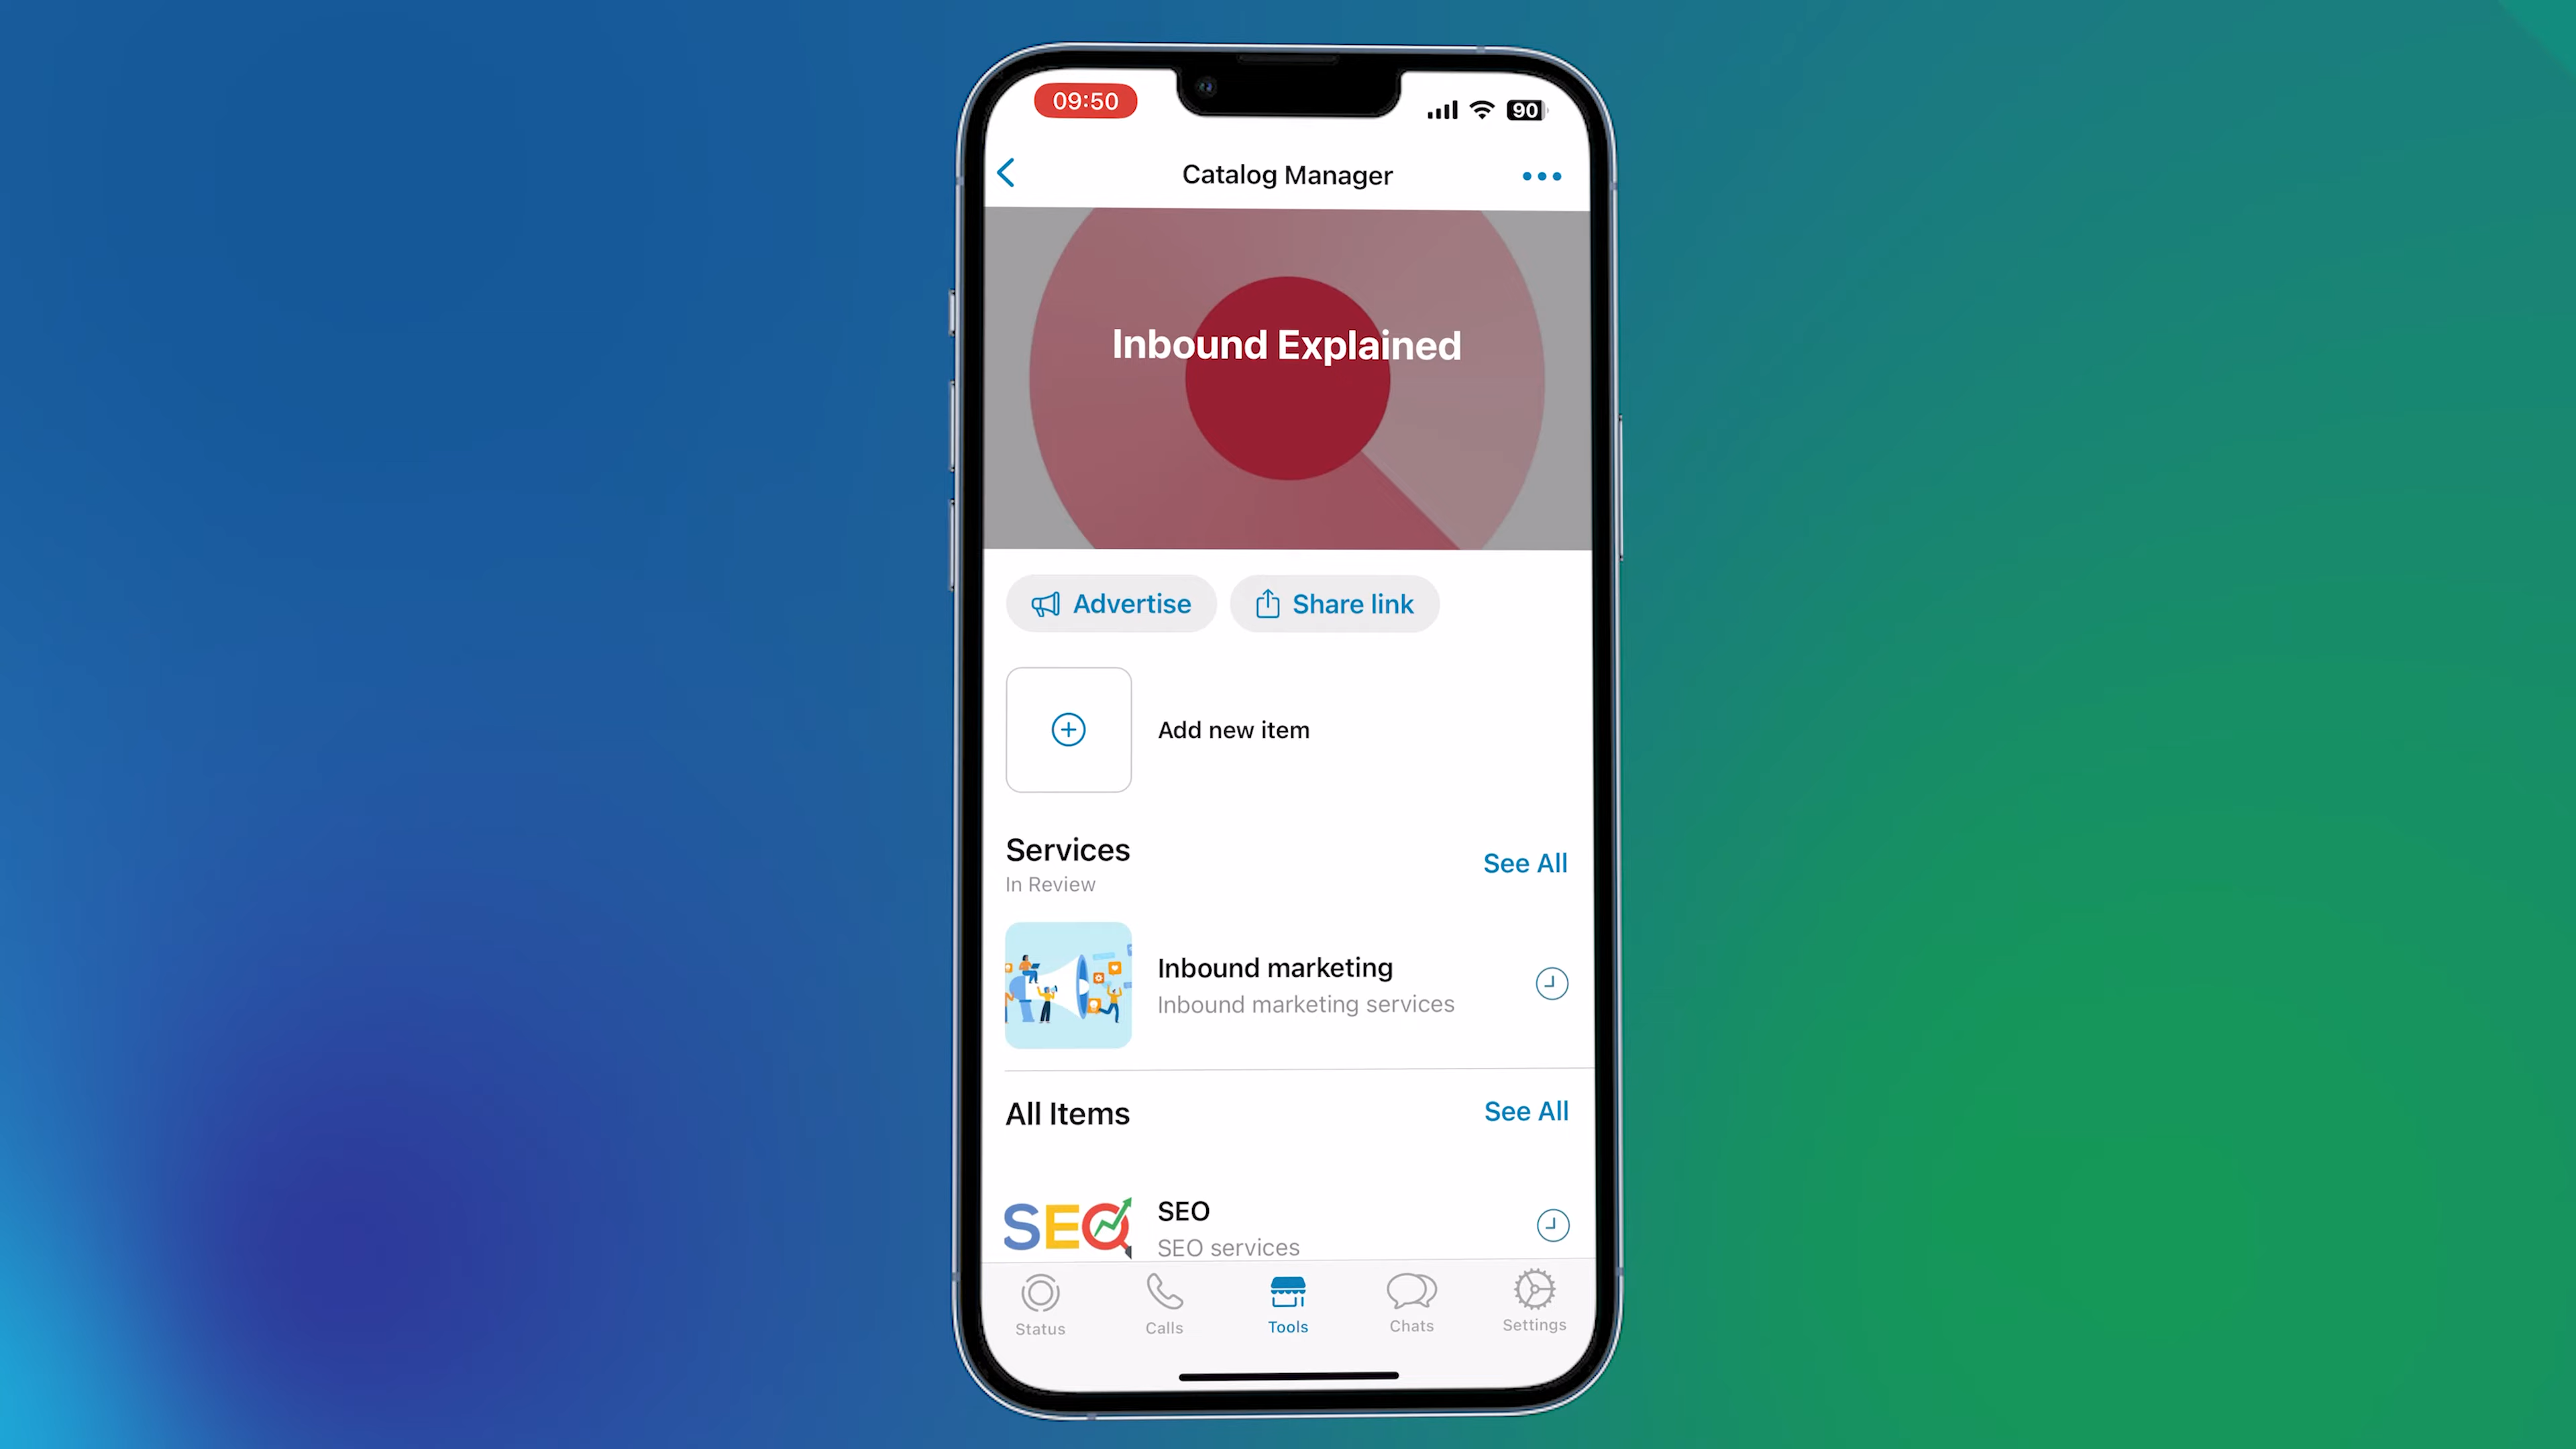 09:50
90
Catalog Manager
Inbound Explained
Advertise
Share link
Add new item
Services
See All
In Review
Inbound marketing
Inbound marketing services
All Items
See All
SEO
SEO
SEO services
Status
Calls
Tools
Chats
Settings